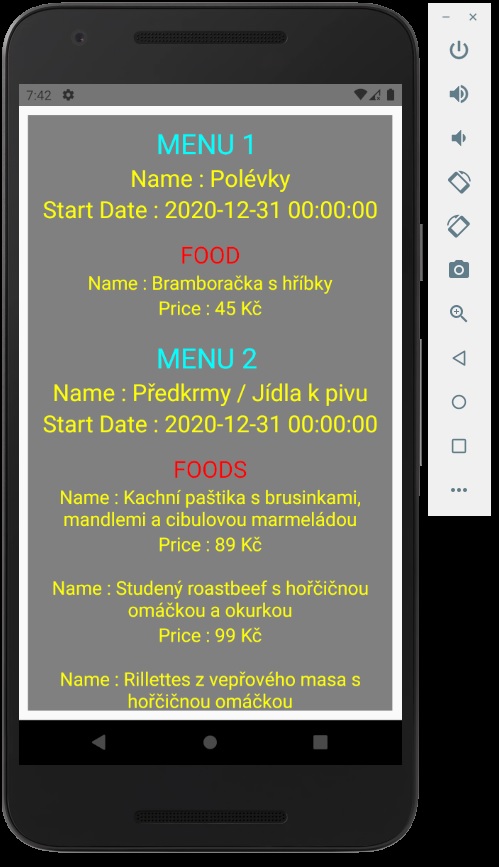 7:42
MENU 1
Name : Polévky
Start Date : 2020-12-31 00:00:00
FOOD
Name : Bramboračka s hříbky
Price : 45 Kč
MENU 2
Name : Předkrmy / Jídla k pivu
Start Date : 2020-12-31 00:00:00
FOODS
Name : Kachní paštika s brusinkami,
mandlemi a cibulovou marmeládou
Price : 89 Kč
Name : Studený roastbeef s hořčičnou
omáčkou a okurkou
Price : 99 Kč
Name : Rillettes z vepřového masa s
hořčičnou omáčkou